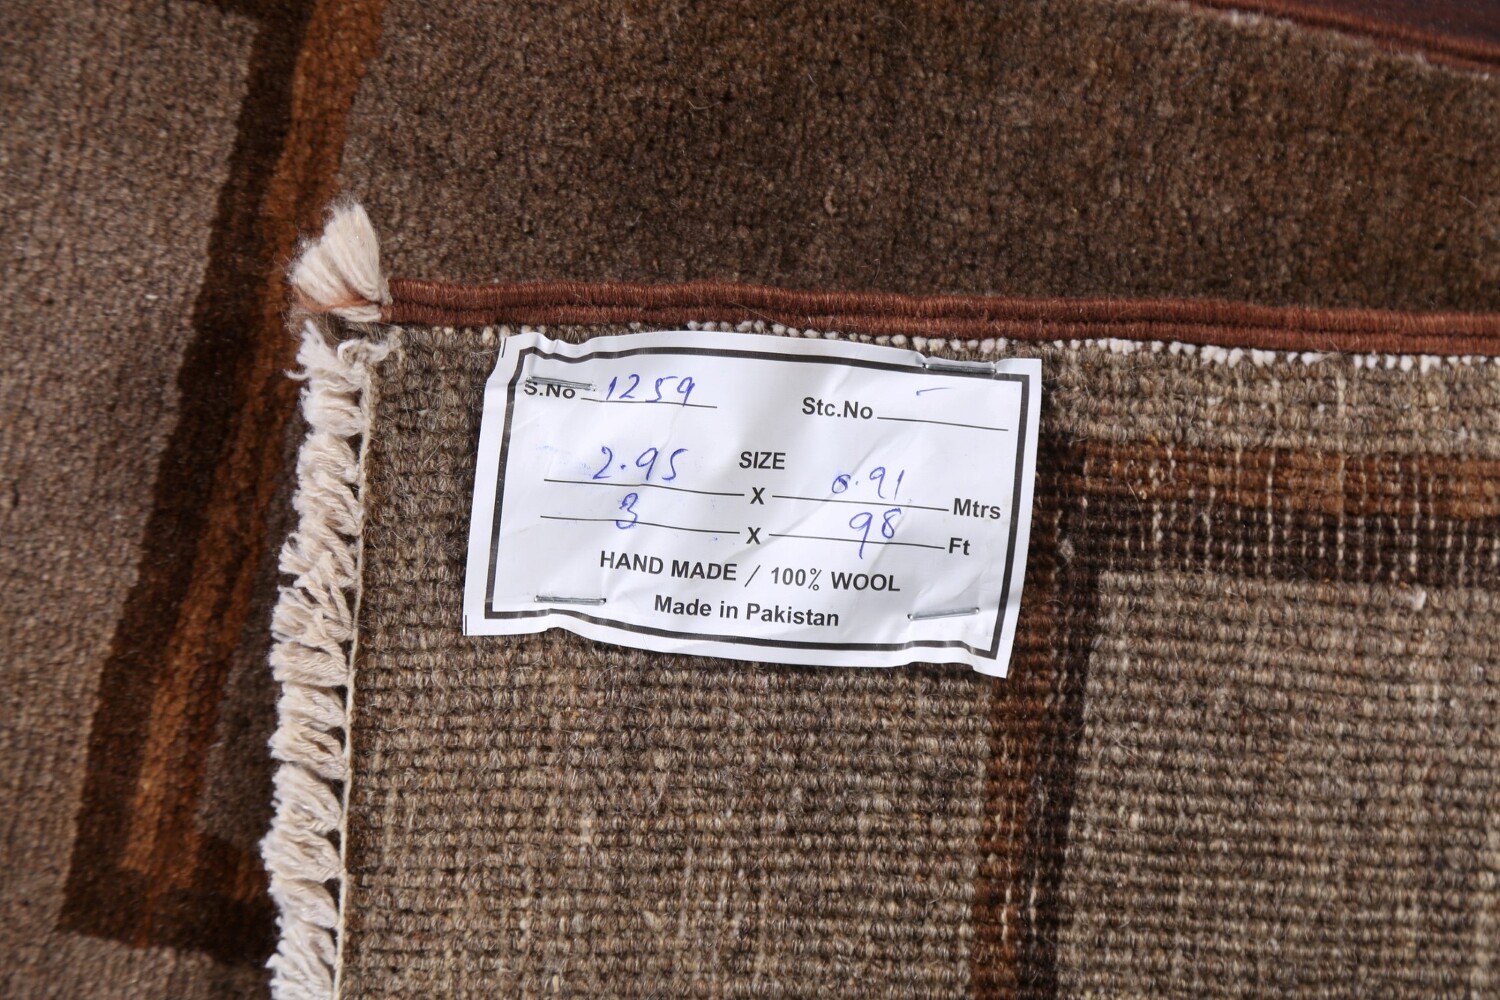 S.No 1259 Stc.No -
SIZE
2.95 X 0.91 Mtrs
3 X 98 Ft
HAND MADE / 100% WOOL
Made in Pakistan